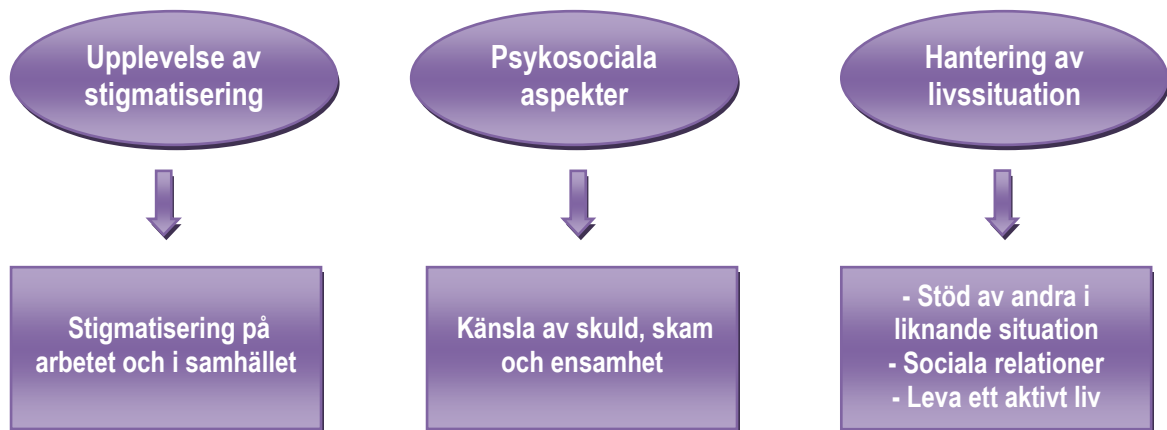 Upplevelse av
stigmatisering
Psykosociala
aspekter
Hantering av
livssituation
Stigmatisering på
arbetet och i samhället
Känsla av skuld, skam
och ensamhet
- Stöd av andra i
liknande situation
- Sociala relationer
- Leva ett aktivt liv